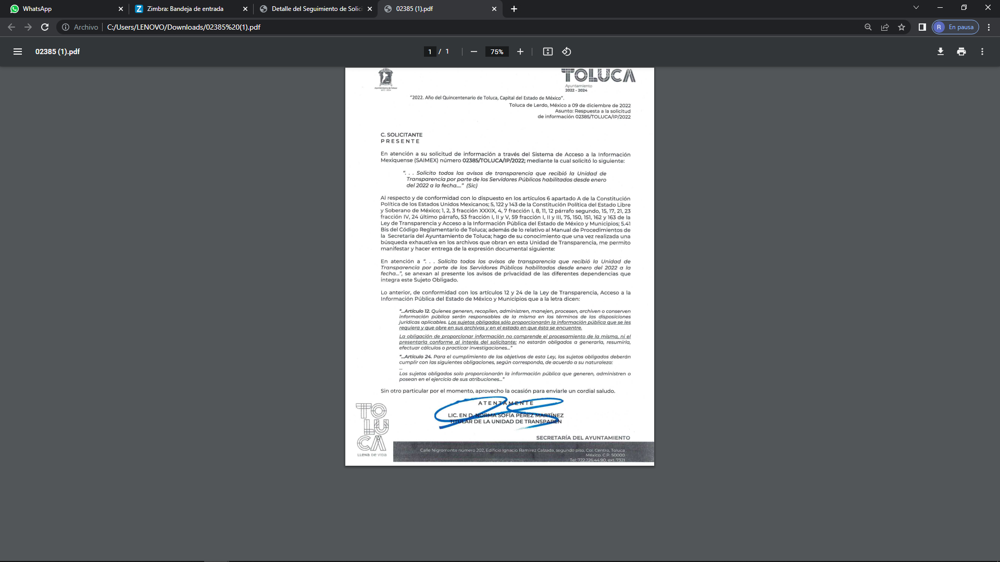 WhatsApp
Zimbra: Bandeja de entrada
Detalle del Seguimiento de Solici
02385 (1).pdf
Archivo
C:/Users/LENOVO/Downloads/02385%20(1).pdf
R
En pausa
02385 (1).pdf
1 / 1
75%
Ayuntamiento de Toluca
2022 - 2024
TOLUCA
Ayuntamiento
2022 - 2024
“2022. Año del Quincentenario de Toluca, Capital del Estado de México”.
Toluca de Lerdo, México a 09 de diciembre de 2022
Asunto: Respuesta a la solicitud
de información 02385/TOLUCA/IP/2022
C. SOLICITANTE
P R E S E N T E
En atención a su solicitud de información a través del Sistema de Acceso a la Información
Mexiquense (SAIMEX) número 02385/TOLUCA/IP/2022; mediante la cual solicitó lo siguiente:
“. . . Solicito todos los avisos de transparencia que recibió la Unidad de
Transparencia por parte de los Servidores Públicos habilitados desde enero
del 2022 a la fecha....” (Sic)
Al respecto y de conformidad con lo dispuesto en los artículos 6 apartado A de la Constitución
Política de los Estados Unidos Mexicanos; 5, 122 y 143 de la Constitución Política del Estado Libre
y Soberano de México; 1, 2, 3 fracción XXXIX, 4, 7 fracción I, 8, 11, 12 párrafo segundo, 15, 17, 21, 23
fracción IV, 24 último párrafo, 53 fracción I, II y V, 59 fracción I, II y III, 75, 150, 151, 162 y 163 de la
Ley de Transparencia y Acceso a la Información Pública del Estado de México y Municipios; 5.41
Bis del Código Reglamentario de Toluca; además de lo relativo al Manual de Procedimientos de
la Secretaría del Ayuntamiento de Toluca; hago de su conocimiento que una vez realizada una
búsqueda exhaustiva en los archivos que obran en esta Unidad de Transparencia, me permito
manifestar y hacer entrega de la expresión documental siguiente:
En atención a “. . . Solicito todos los avisos de transparencia que recibió la Unidad de
Transparencia por parte de los Servidores Públicos habilitados desde enero del 2022 a la
fecha...”, se anexan al presente los avisos de privacidad de las diferentes dependencias que
integra este Sujeto Obligado.
Lo anterior, de conformidad con los artículos 12 y 24 de la Ley de Transparencia, Acceso a la
Información Pública del Estado de México y Municipios que a la letra dicen:
“...Artículo 12. Quienes generen, recopilen, administren, manejen, procesen, archiven o conserven
información pública serán responsables de la misma en los términos de las disposiciones
jurídicas aplicables. Los sujetos obligados sólo proporcionarán la información pública que se les
requiera y que obre en sus archivos y en el estado en que ésta se encuentre.
La obligación de proporcionar información no comprende el procesamiento de la misma, ni el
presentarla conforme al interés del solicitante; no estarán obligados a generarla, resumirla,
efectuar cálculos o practicar investigaciones...”
“...Artículo 24. Para el cumplimiento de los objetivos de esta Ley, los sujetos obligados deberán
cumplir con las siguientes obligaciones, según corresponda, de acuerdo a su naturaleza:
...
Los sujetos obligados solo proporcionarán la información pública que generen, administren o
posean en el ejercicio de sus atribuciones...”
Sin otro particular por el momento, aprovecho la ocasión para enviarle un cordial saludo.
A T E N T A M E N T E
LIC. EN D. NORMA SOFÍA PÉREZ MARTÍNEZ
TITULAR DE LA UNIDAD DE TRANSPAREN
TO
LU
CA
LLENA DE VIDA
SECRETARÍA DEL AYUNTAMIENTO
Calle Nigromante número 202, Edificio Ignacio Ramírez Calzada, segundo piso, Col. Centro, Toluca
México. C.P. 50000
Tel: 722.226.44.90, ext. 7321